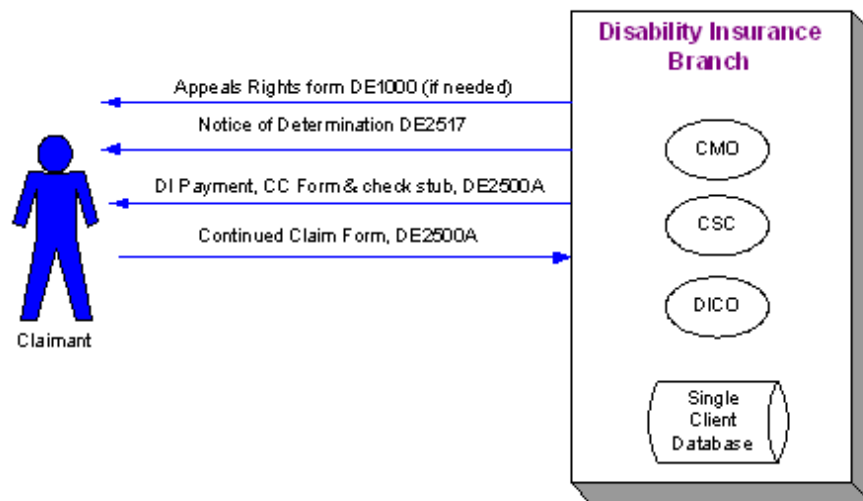 Disability Insurance
Branch
Appeals Rights form DE1000 (if needed)
Notice of Determination DE2517
DI Payment, CC Form & check stub, DE2500A
Continued Claim Form, DE2500A
Claimant
CMO
CSC
DICO
Single
Client
Database